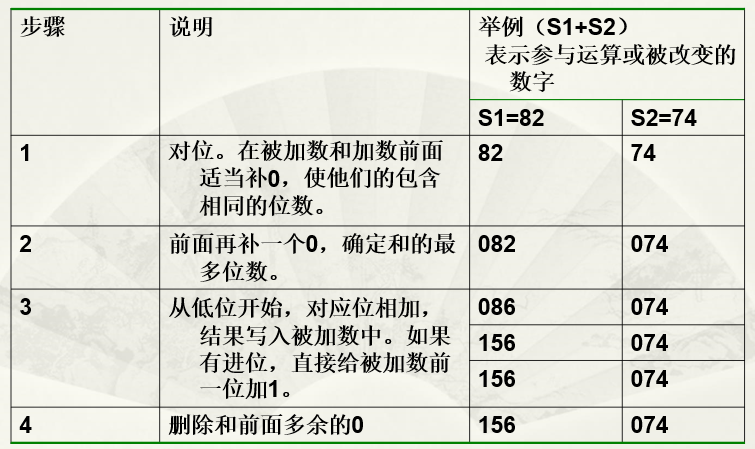 步骤
说明
举例（S1+S2）
表示参与运算或被改变的
数字
S1=82
S2=74
1
对位。在被加数和加数前面
适当补0，使他们的包含
相同的位数。
82
74
2
前面再补一个0，确定和的最
多位数。
082
074
3
从低位开始，对应位相加，
结果写入被加数中。如果
有进位，直接给被加数前
一位加1。
086
074
156
074
156
074
4
删除和前面多余的0
156
074